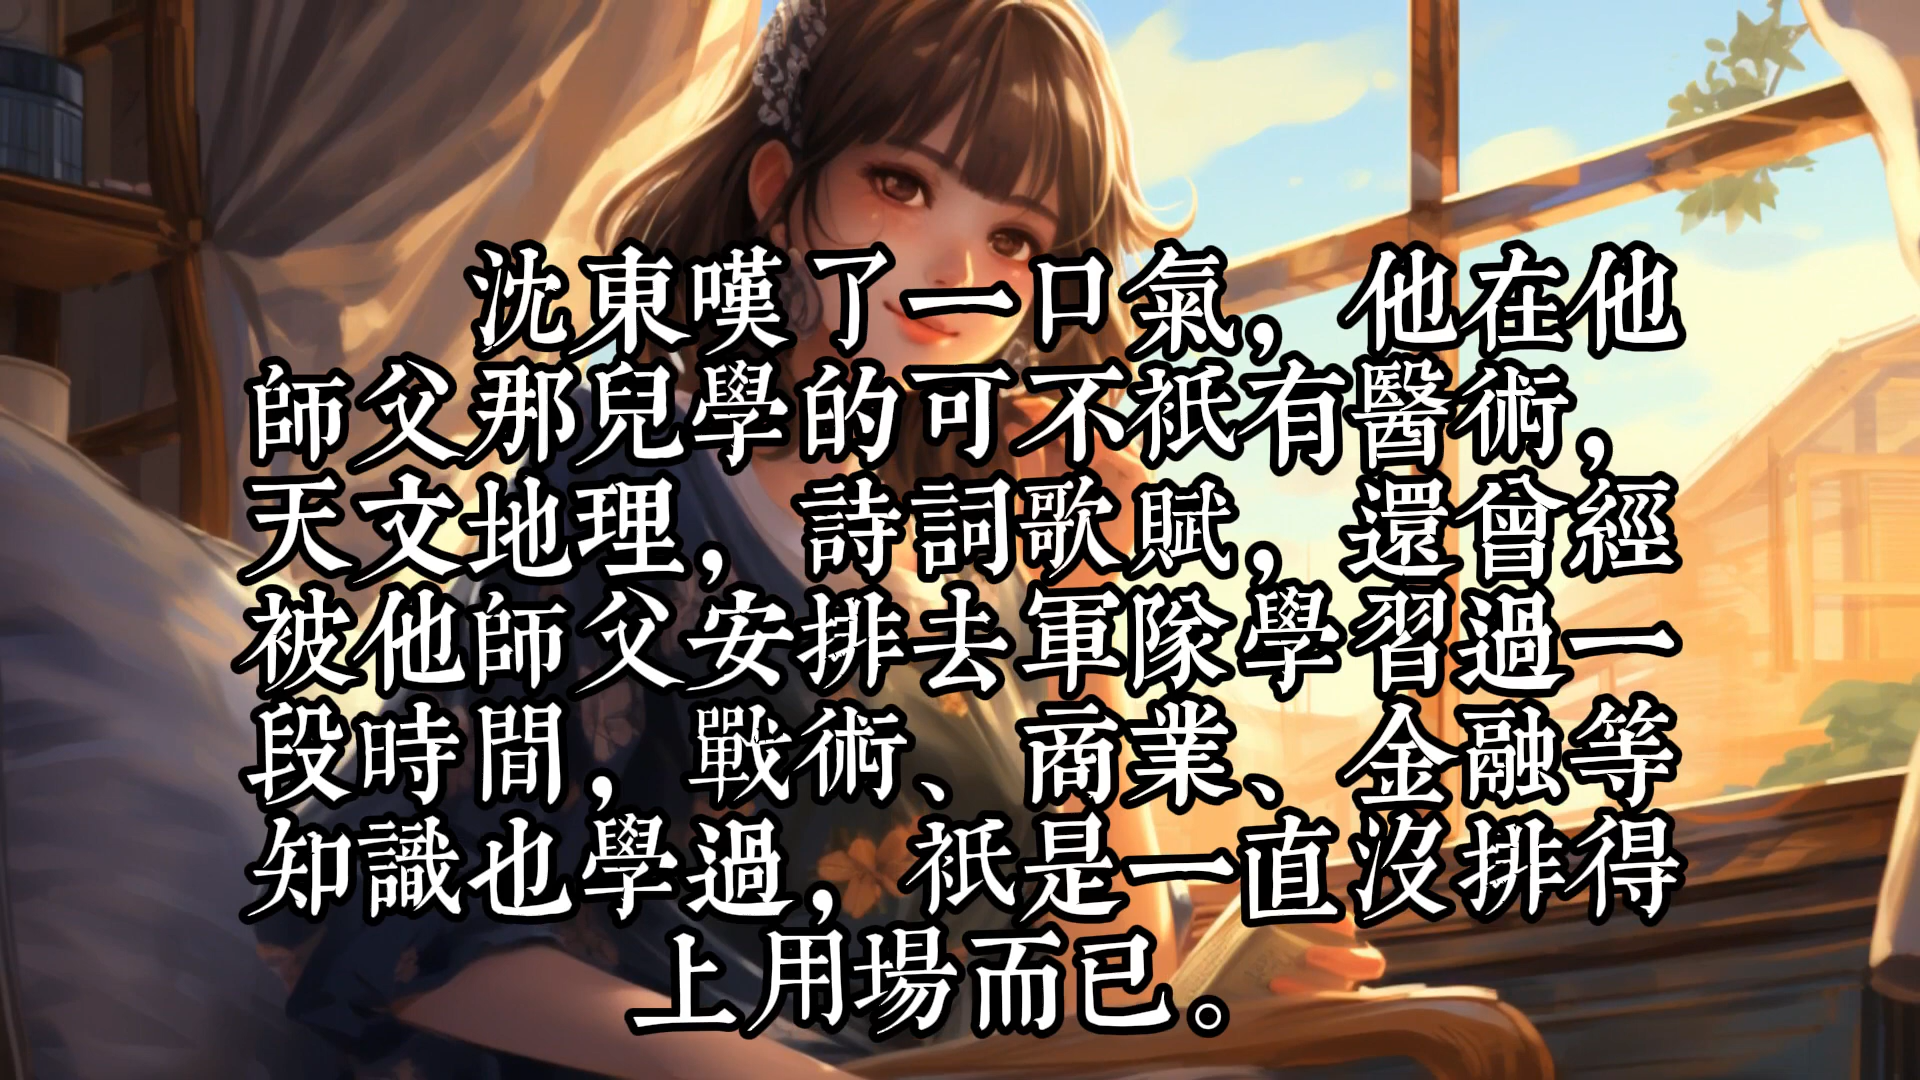 沈東嘆了一口氣，他在他
師父那兒學的可不衹有醫術，
天文地理，詩詞歌賦，還曾經
被他師父安排去軍隊學習過一
段時間，戰術、商業、金融等
知識也學過，衹是一直沒排得
上用場而已。